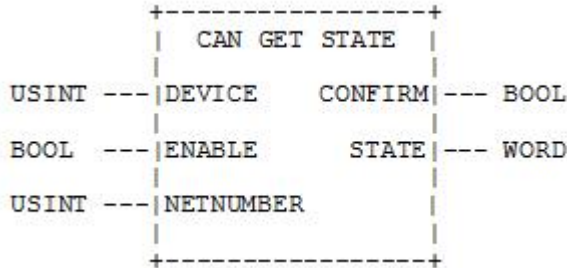 +------------------+
| CAN GET STATE |
USINT ---|DEVICE CONFIRM|--- BOOL
BOOL ---|ENABLE STATE|--- WORD
USINT ---|NETNUMBER |
+------------------+